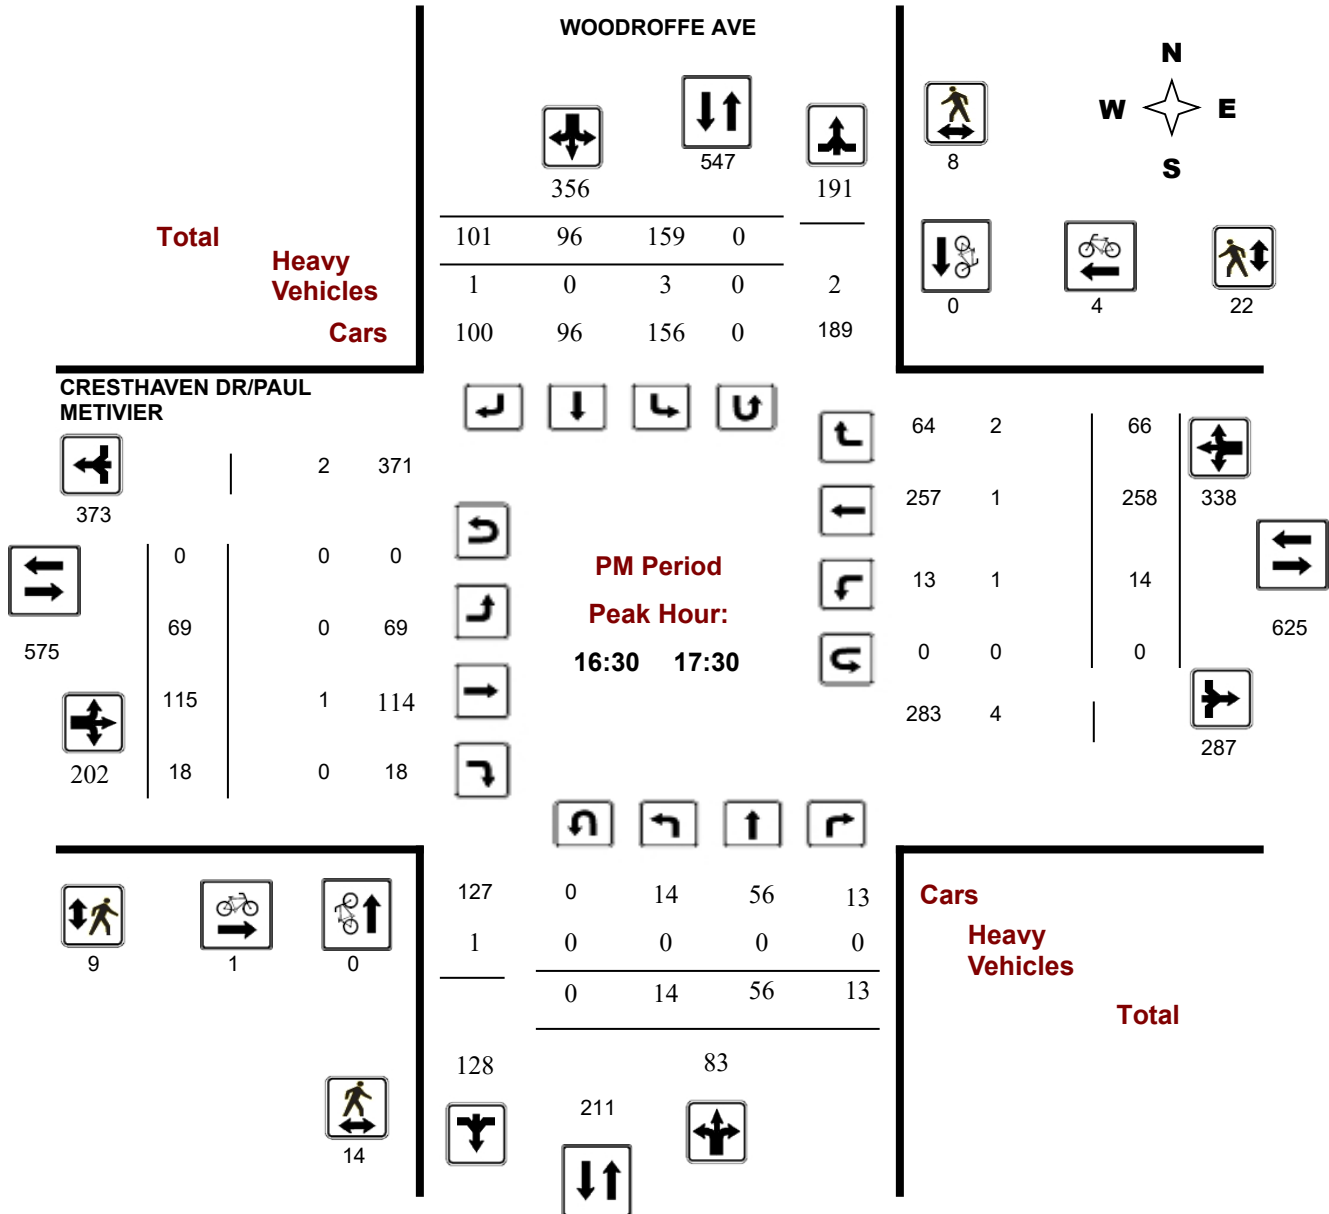 WOODROFFE AVE
N
W E
S
547
8
356
191
Total
101 96 159 0
Heavy
Vehicles
1 0 3 0 2
0 4 22
Cars
100 96 156 0 189
CRESTHAVEN DR/PAUL
METIVIER
64 2 66
2 371
373
257 1 258 338
0 0 0
PM Period
13 1 14
Peak Hour:
69 0 69
625
575
16:30 17:30
0 0 0
115 1 114
283 4
287
202 18 0 18
127 0 14 56 13
Cars
1 0 0 0 0
Heavy
Vehicles
9 1 0
0 14 56 13
Total
128 83
211
14